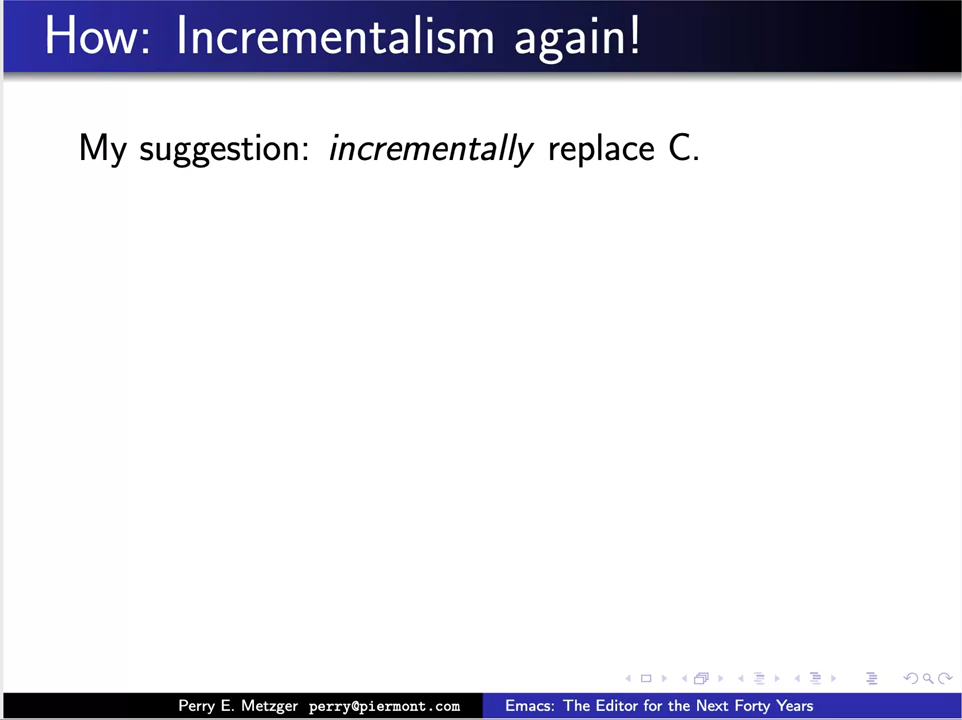 How: Incrementalism again!
My suggestion: incrementally replace C.
Perry E. Metzger perry@piermont.com Emacs: The Editor for the Next Forty Years